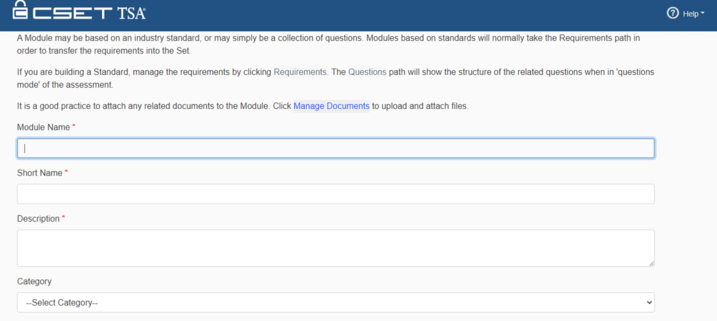 CSET TSA
Help
A Module may be based on an industry standard, or may simply be a collection of questions. Modules based on standards will normally take the Requirements path in
order to transfer the requirements into the Set.
If you are building a Standard, manage the requirements by clicking Requirements. The Questions path will show the structure of the related questions when in 'questions
mode' of the assessment.
It is a good practice to attach any related documents to the Module. Click Manage Documents to upload and attach files.
Module Name *
Short Name *
Description *
Category
--Select Category--